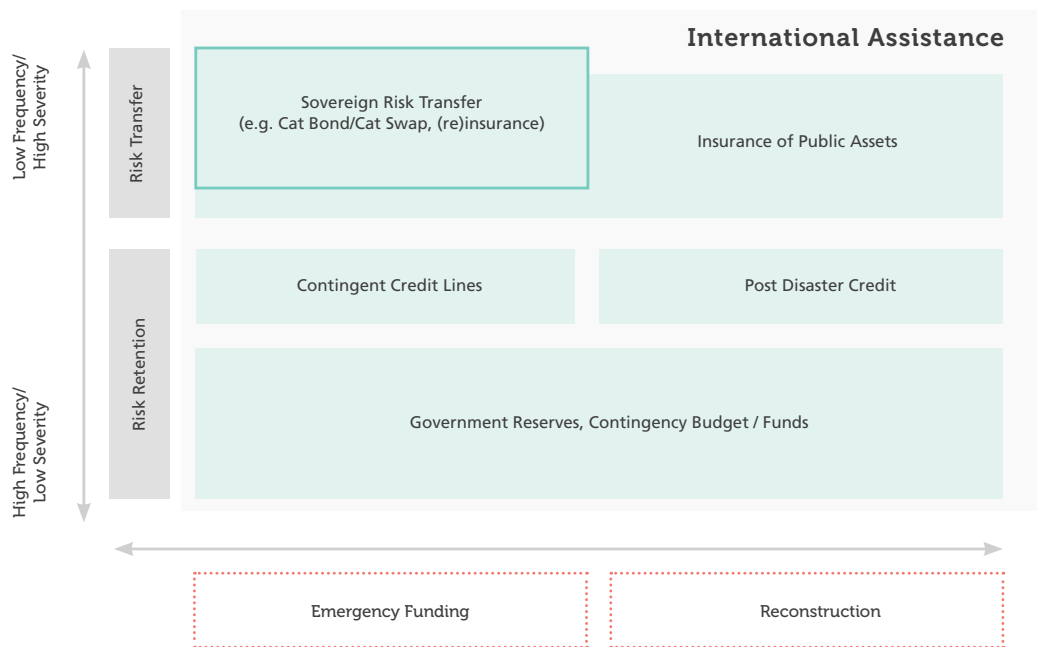 International Assistance
Low Frequency/
High Severity
Risk Transfer
Sovereign Risk Transfer
(e.g. Cat Bond/Cat Swap, (re)insurance)
Insurance of Public Assets
High Frequency/
Low Severity
Risk Retention
Contingent Credit Lines
Post Disaster Credit
Government Reserves, Contingency Budget / Funds
Emergency Funding
Reconstruction